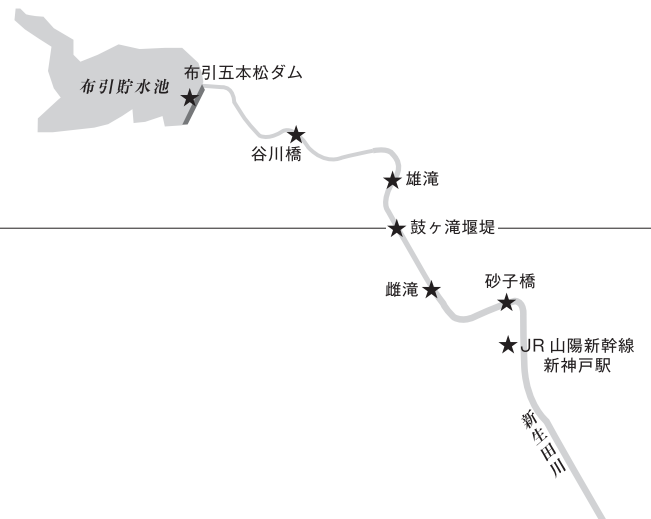 布引五本松ダム
布引貯水池
谷川橋
雄滝
鼓ヶ滝堰堤
雌滝
砂子橋
JR 山陽新幹線
新神戸駅
新生田川